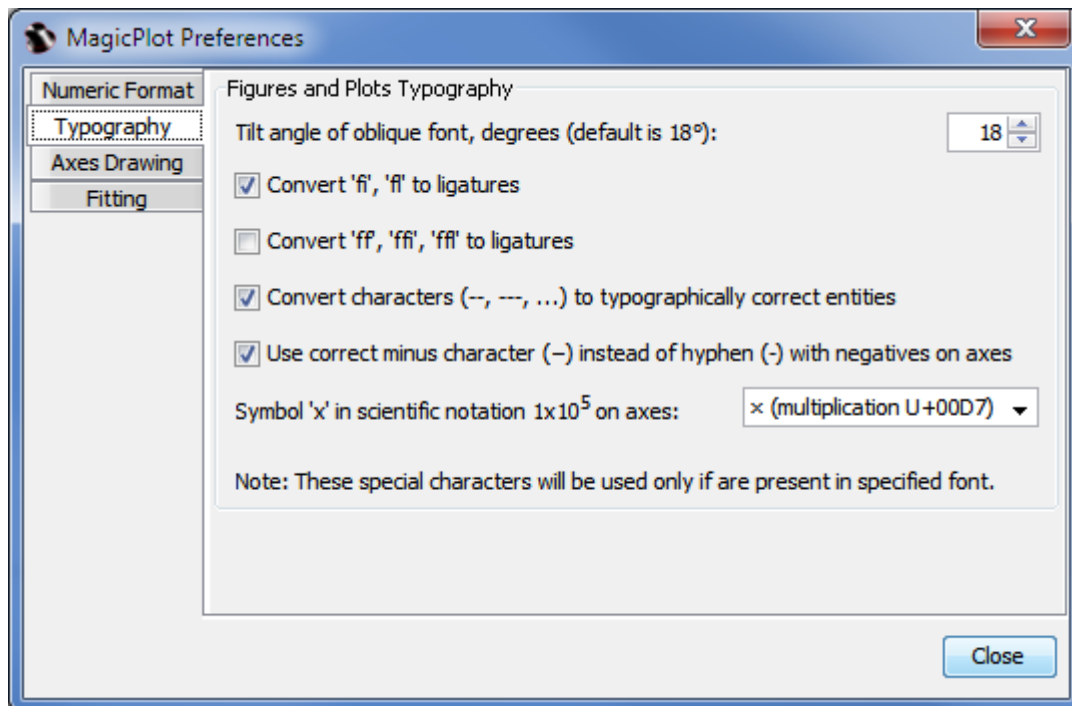 MagicPlot Preferences
Numeric Format
Typography
Axes Drawing
Fitting
Figures and Plots Typography
Tilt angle of oblique font, degrees (default is 18°):
18
Convert 'fi', 'fl' to ligatures
Convert 'ff', 'ffi', 'ffl' to ligatures
Convert characters (--, ---, ...) to typographically correct entities
Use correct minus character (−) instead of hyphen (-) with negatives on axes
Symbol 'x' in scientific notation 1x10⁵ on axes:
× (multiplication U+00D7)
Note: These special characters will be used only if are present in specified font.
Close